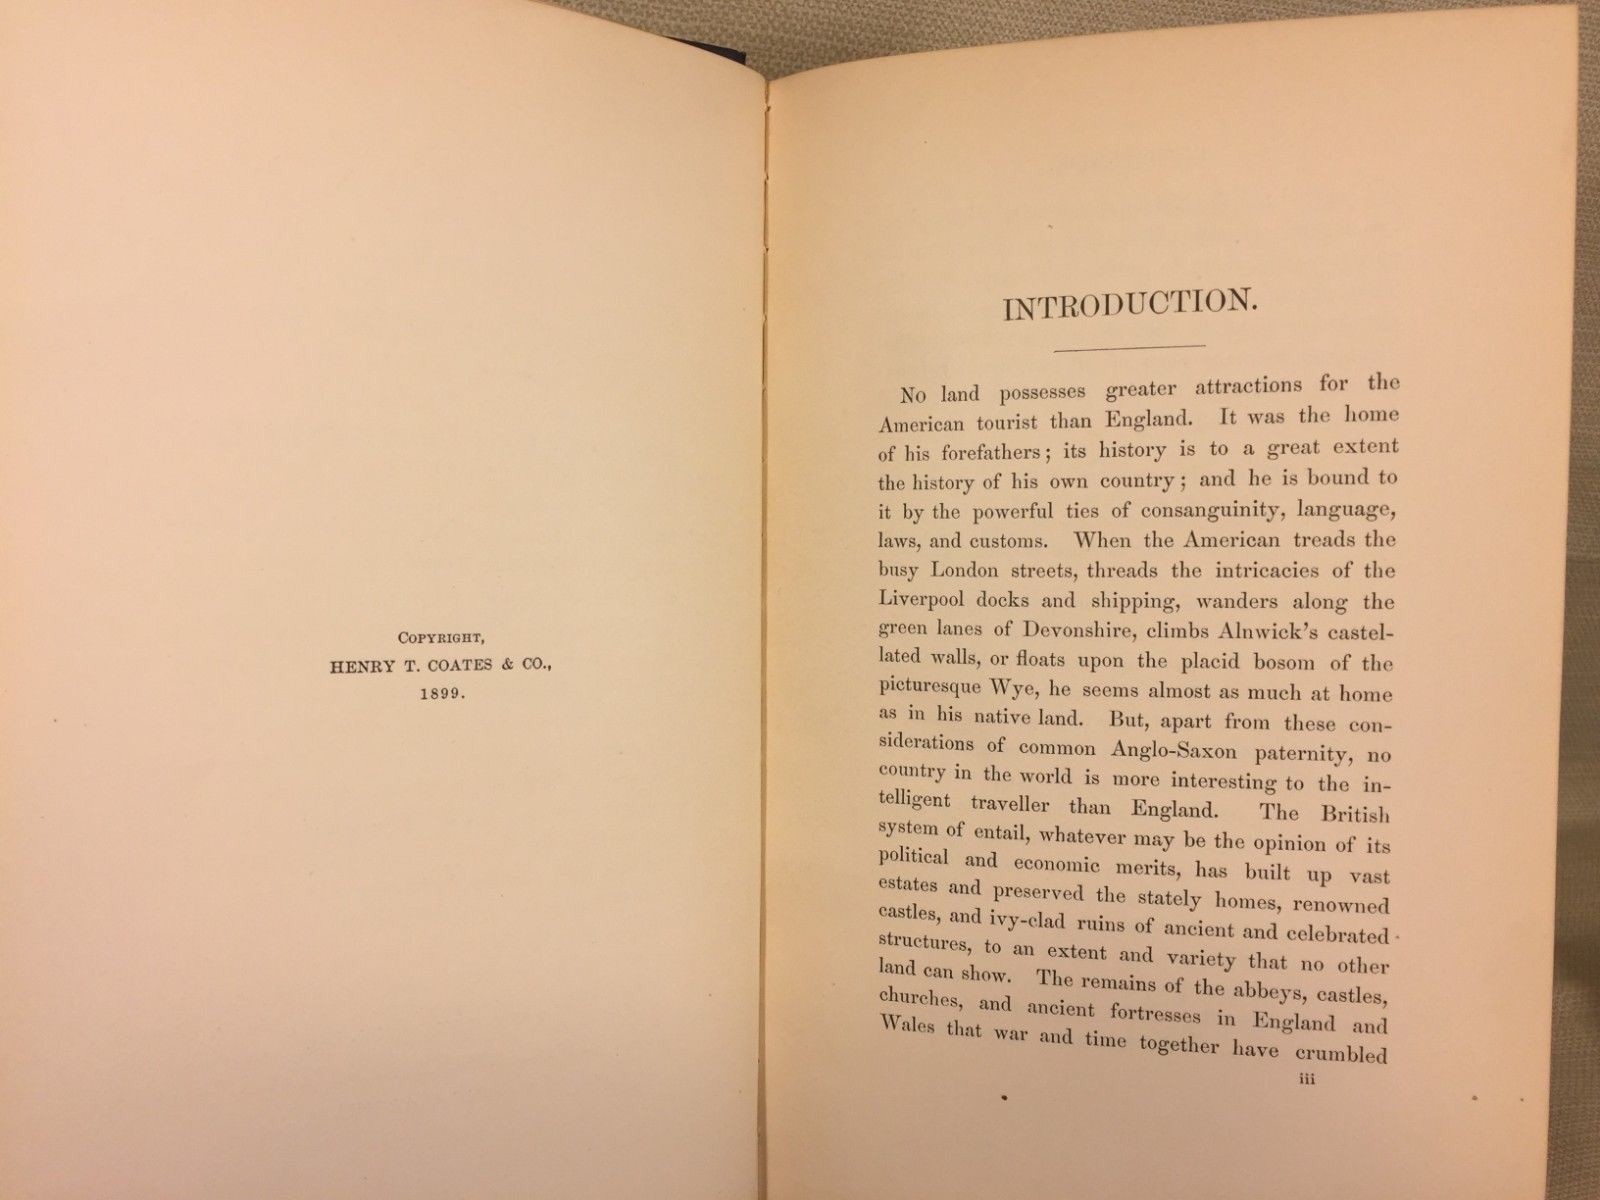 COPYRIGHT,
HENRY T. COATES & CO.,
1899.
INTRODUCTION.
No land possesses greater attractions for the
American tourist than England. It was the home
of his forefathers; its history is to a great extent
the history of his own country; and he is bound to
it by the powerful ties of consanguinity, language,
laws, and customs. When the American treads the
busy London streets, threads the intricacies of the
Liverpool docks and shipping, wanders along the
green lanes of Devonshire, climbs Alnwick's castel-
lated walls, or floats upon the placid bosom of the
picturesque Wye, he seems almost as much at home
as in his native land. But, apart from these con-
siderations of common Anglo-Saxon paternity, no
country in the world is more interesting to the in-
telligent traveller than England. The British
system of entail, whatever may be the opinion of its
political and economic merits, has built up vast
estates and preserved the stately homes, renowned
castles, and ivy-clad ruins of ancient and celebrated
structures, to an extent and variety that no other
land can show. The remains of the abbeys, castles,
churches, and ancient fortresses in England and
Wales that war and time together have crumbled
iii